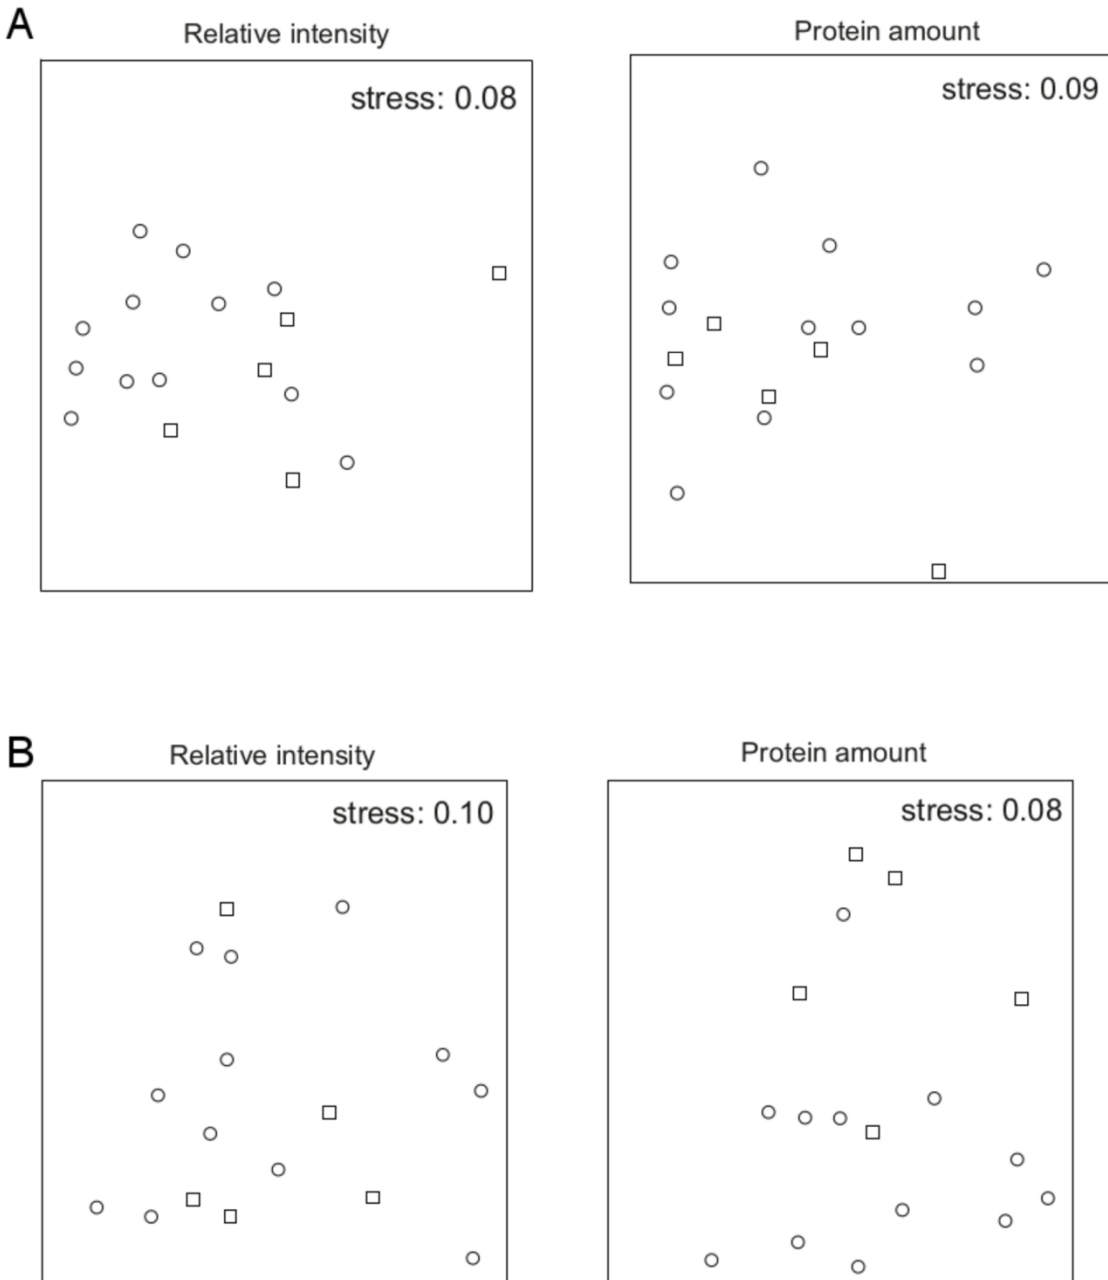 A
Relative intensity
Protein amount
stress: 0.08
stress: 0.09
B
Relative intensity
Protein amount
stress: 0.10
stress: 0.08